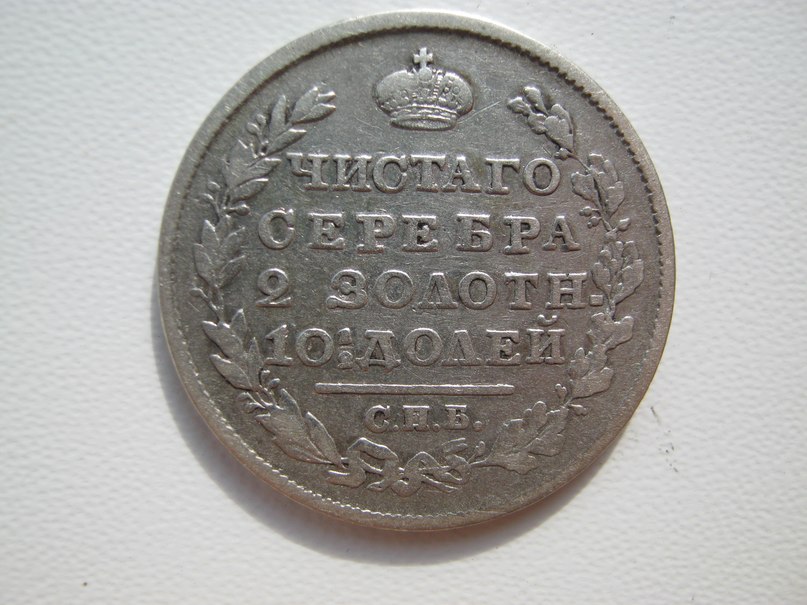 ЧИСТАГО
СЕРЕБРА
2 ЗОЛОТН.
10½ ДОЛЕЙ
С.П.Б.